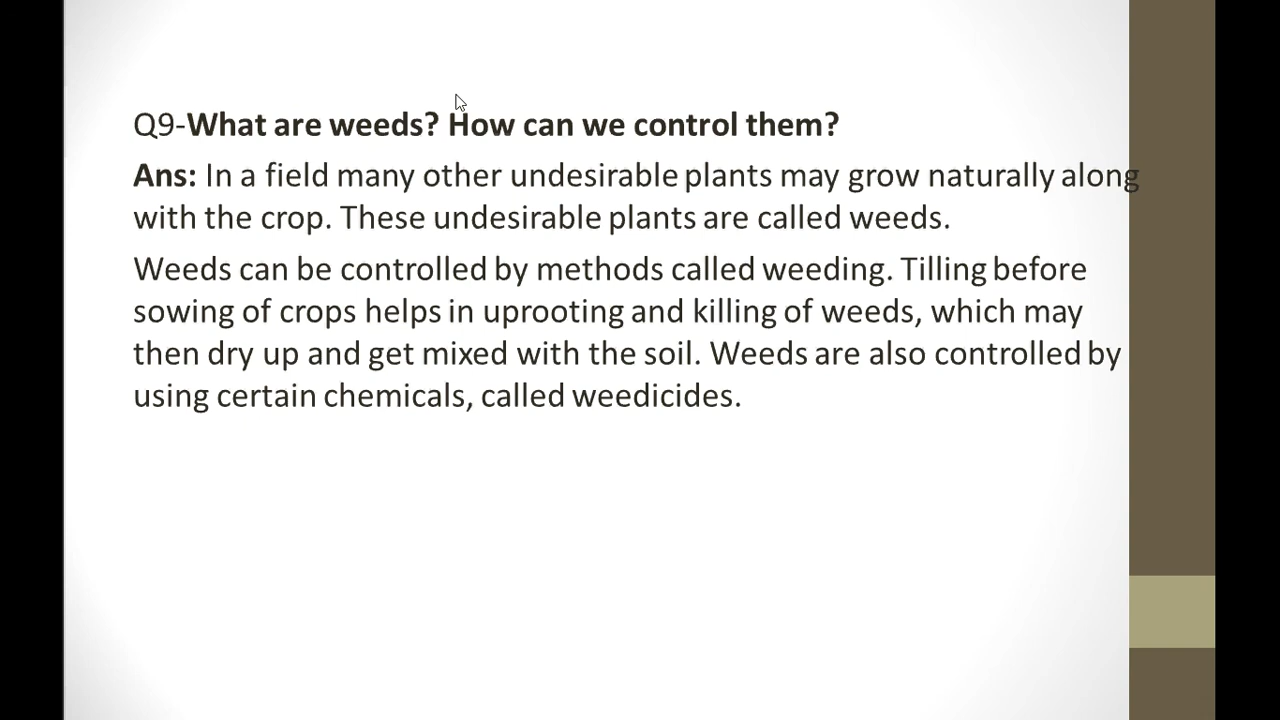 Q9-What are weeds? How can we control them?
Ans: In a field many other undesirable plants may grow naturally along
with the crop. These undesirable plants are called weeds.
Weeds can be controlled by methods called weeding. Tilling before
sowing of crops helps in uprooting and killing of weeds, which may
then dry up and get mixed with the soil. Weeds are also controlled by
using certain chemicals, called weedicides.